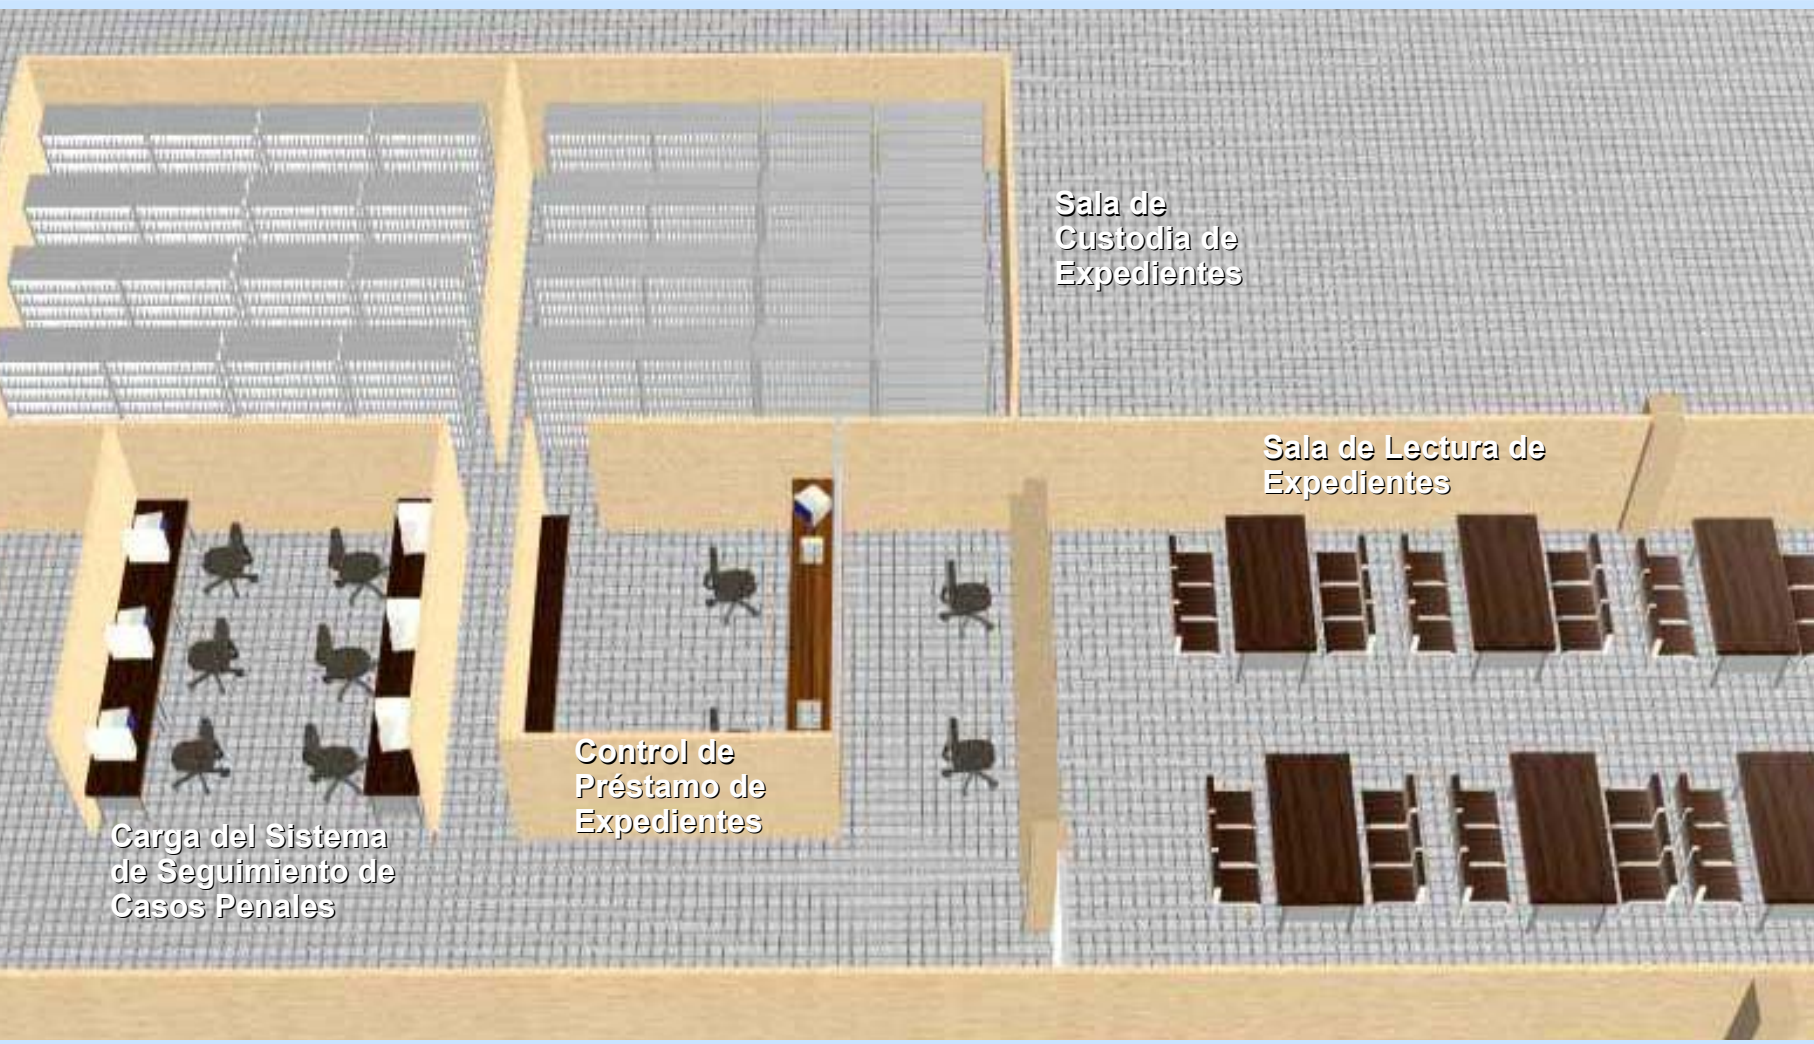 Sala de
Custodia de
Expedientes
Sala de Lectura de
Expedientes
Control de
Préstamo de
Expedientes
Carga del Sistema
de Seguimiento de
Casos Penales